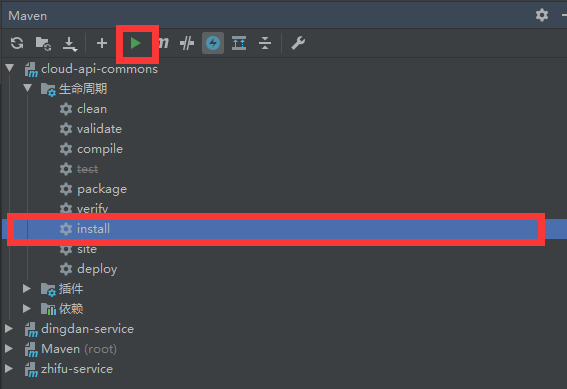 Maven
m
cloud-api-commons
生命周期
clean
validate
compile
test
package
verify
install
site
deploy
插件
依赖
dingdan-service
Maven (root)
zhifu-service